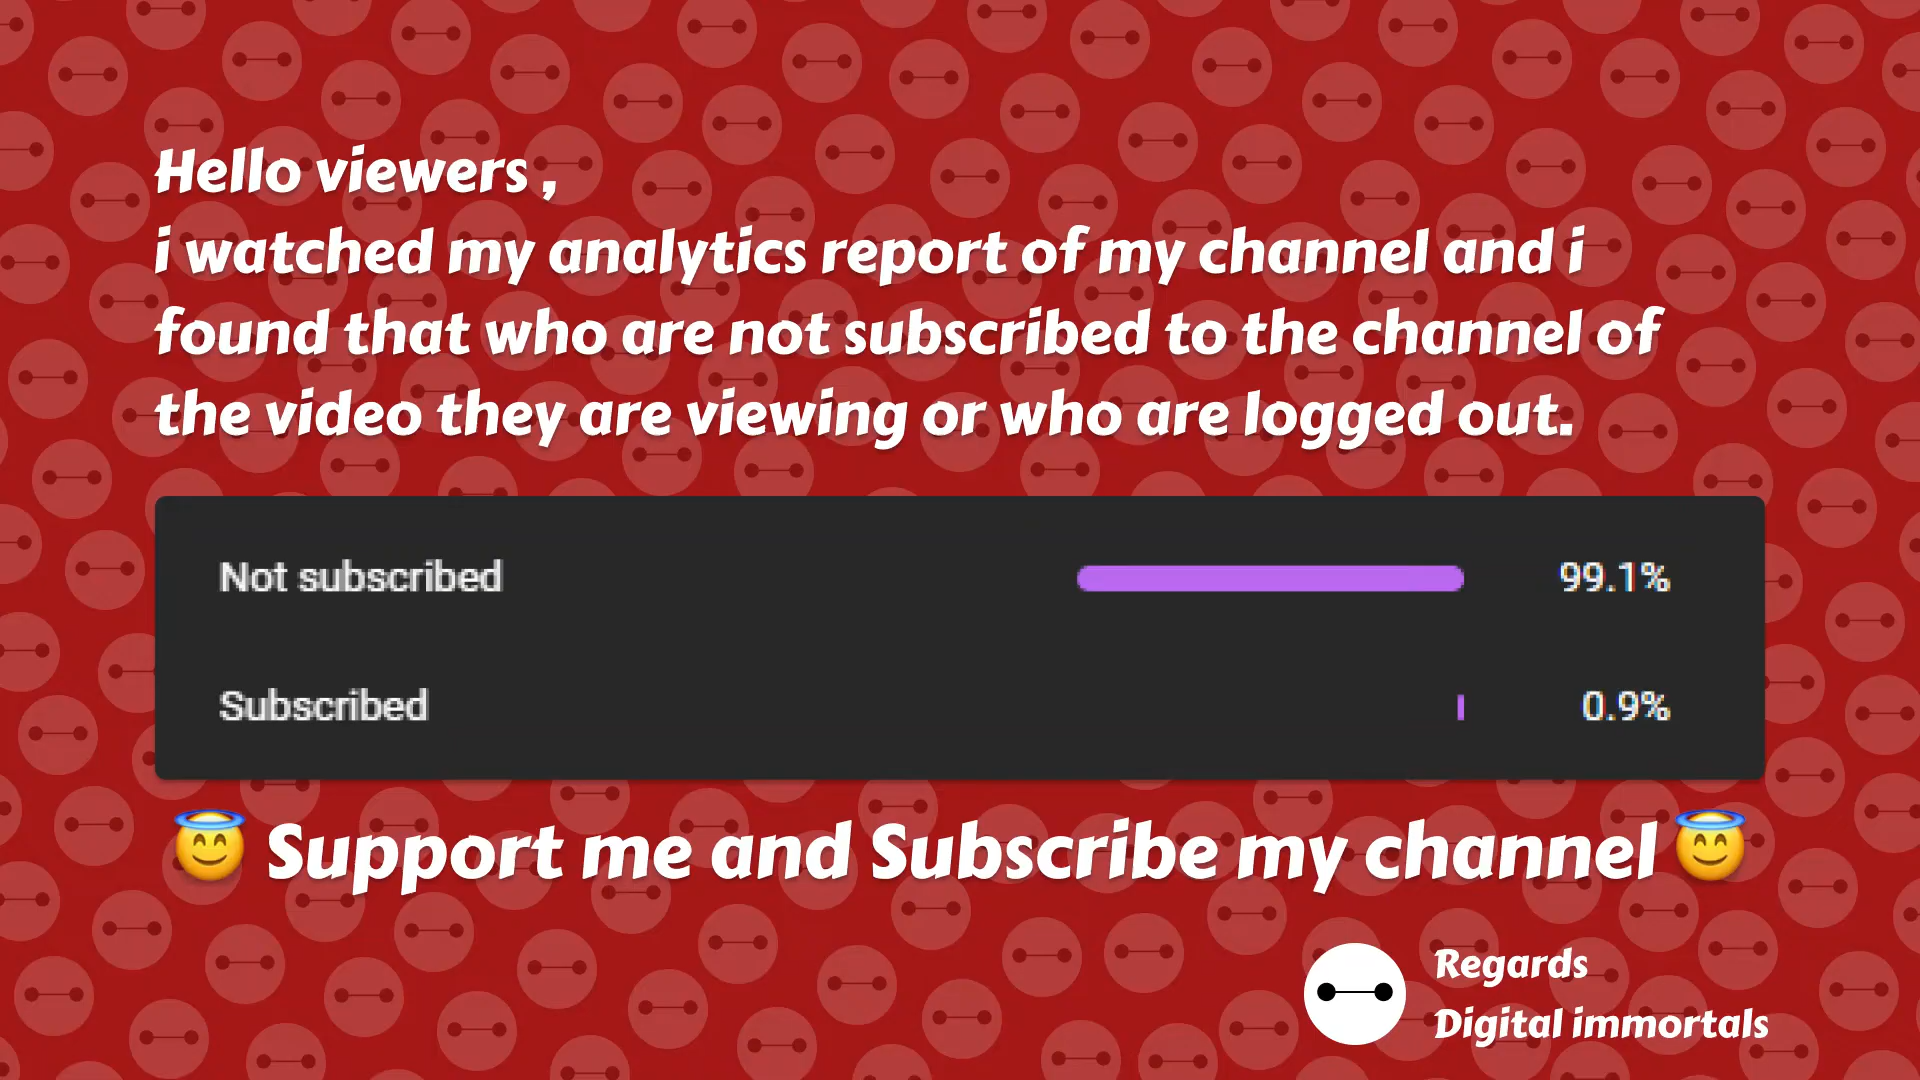 Hello viewers ,
i watched my analytics report of my channel and i
found that who are not subscribed to the channel of
the video they are viewing or who are logged out.
Not subscribed 99.1%
Subscribed 0.9%
😇 Support me and Subscribe my channel 😇
Regards
Digital immortals